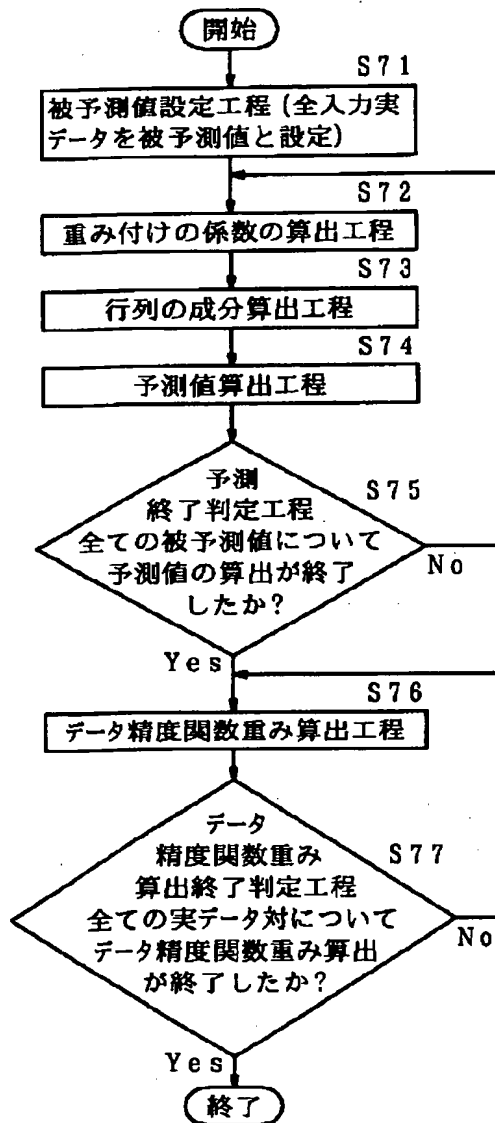 開始
S71
被予測値設定工程(全入力実
データを被予測値と設定)
S72
重み付けの係数の算出工程
S73
行列の成分算出工程
S74
予測値算出工程
予測
S75
終了判定工程
全ての被予測値について
予測値の算出が終了
したか?
No
Yes
S76
データ精度関数重み算出工程
データ
精度関数重み
S77
算出終了判定工程
全ての実データ対について
データ精度関数重み算出
が終了したか?
No
Yes
終了